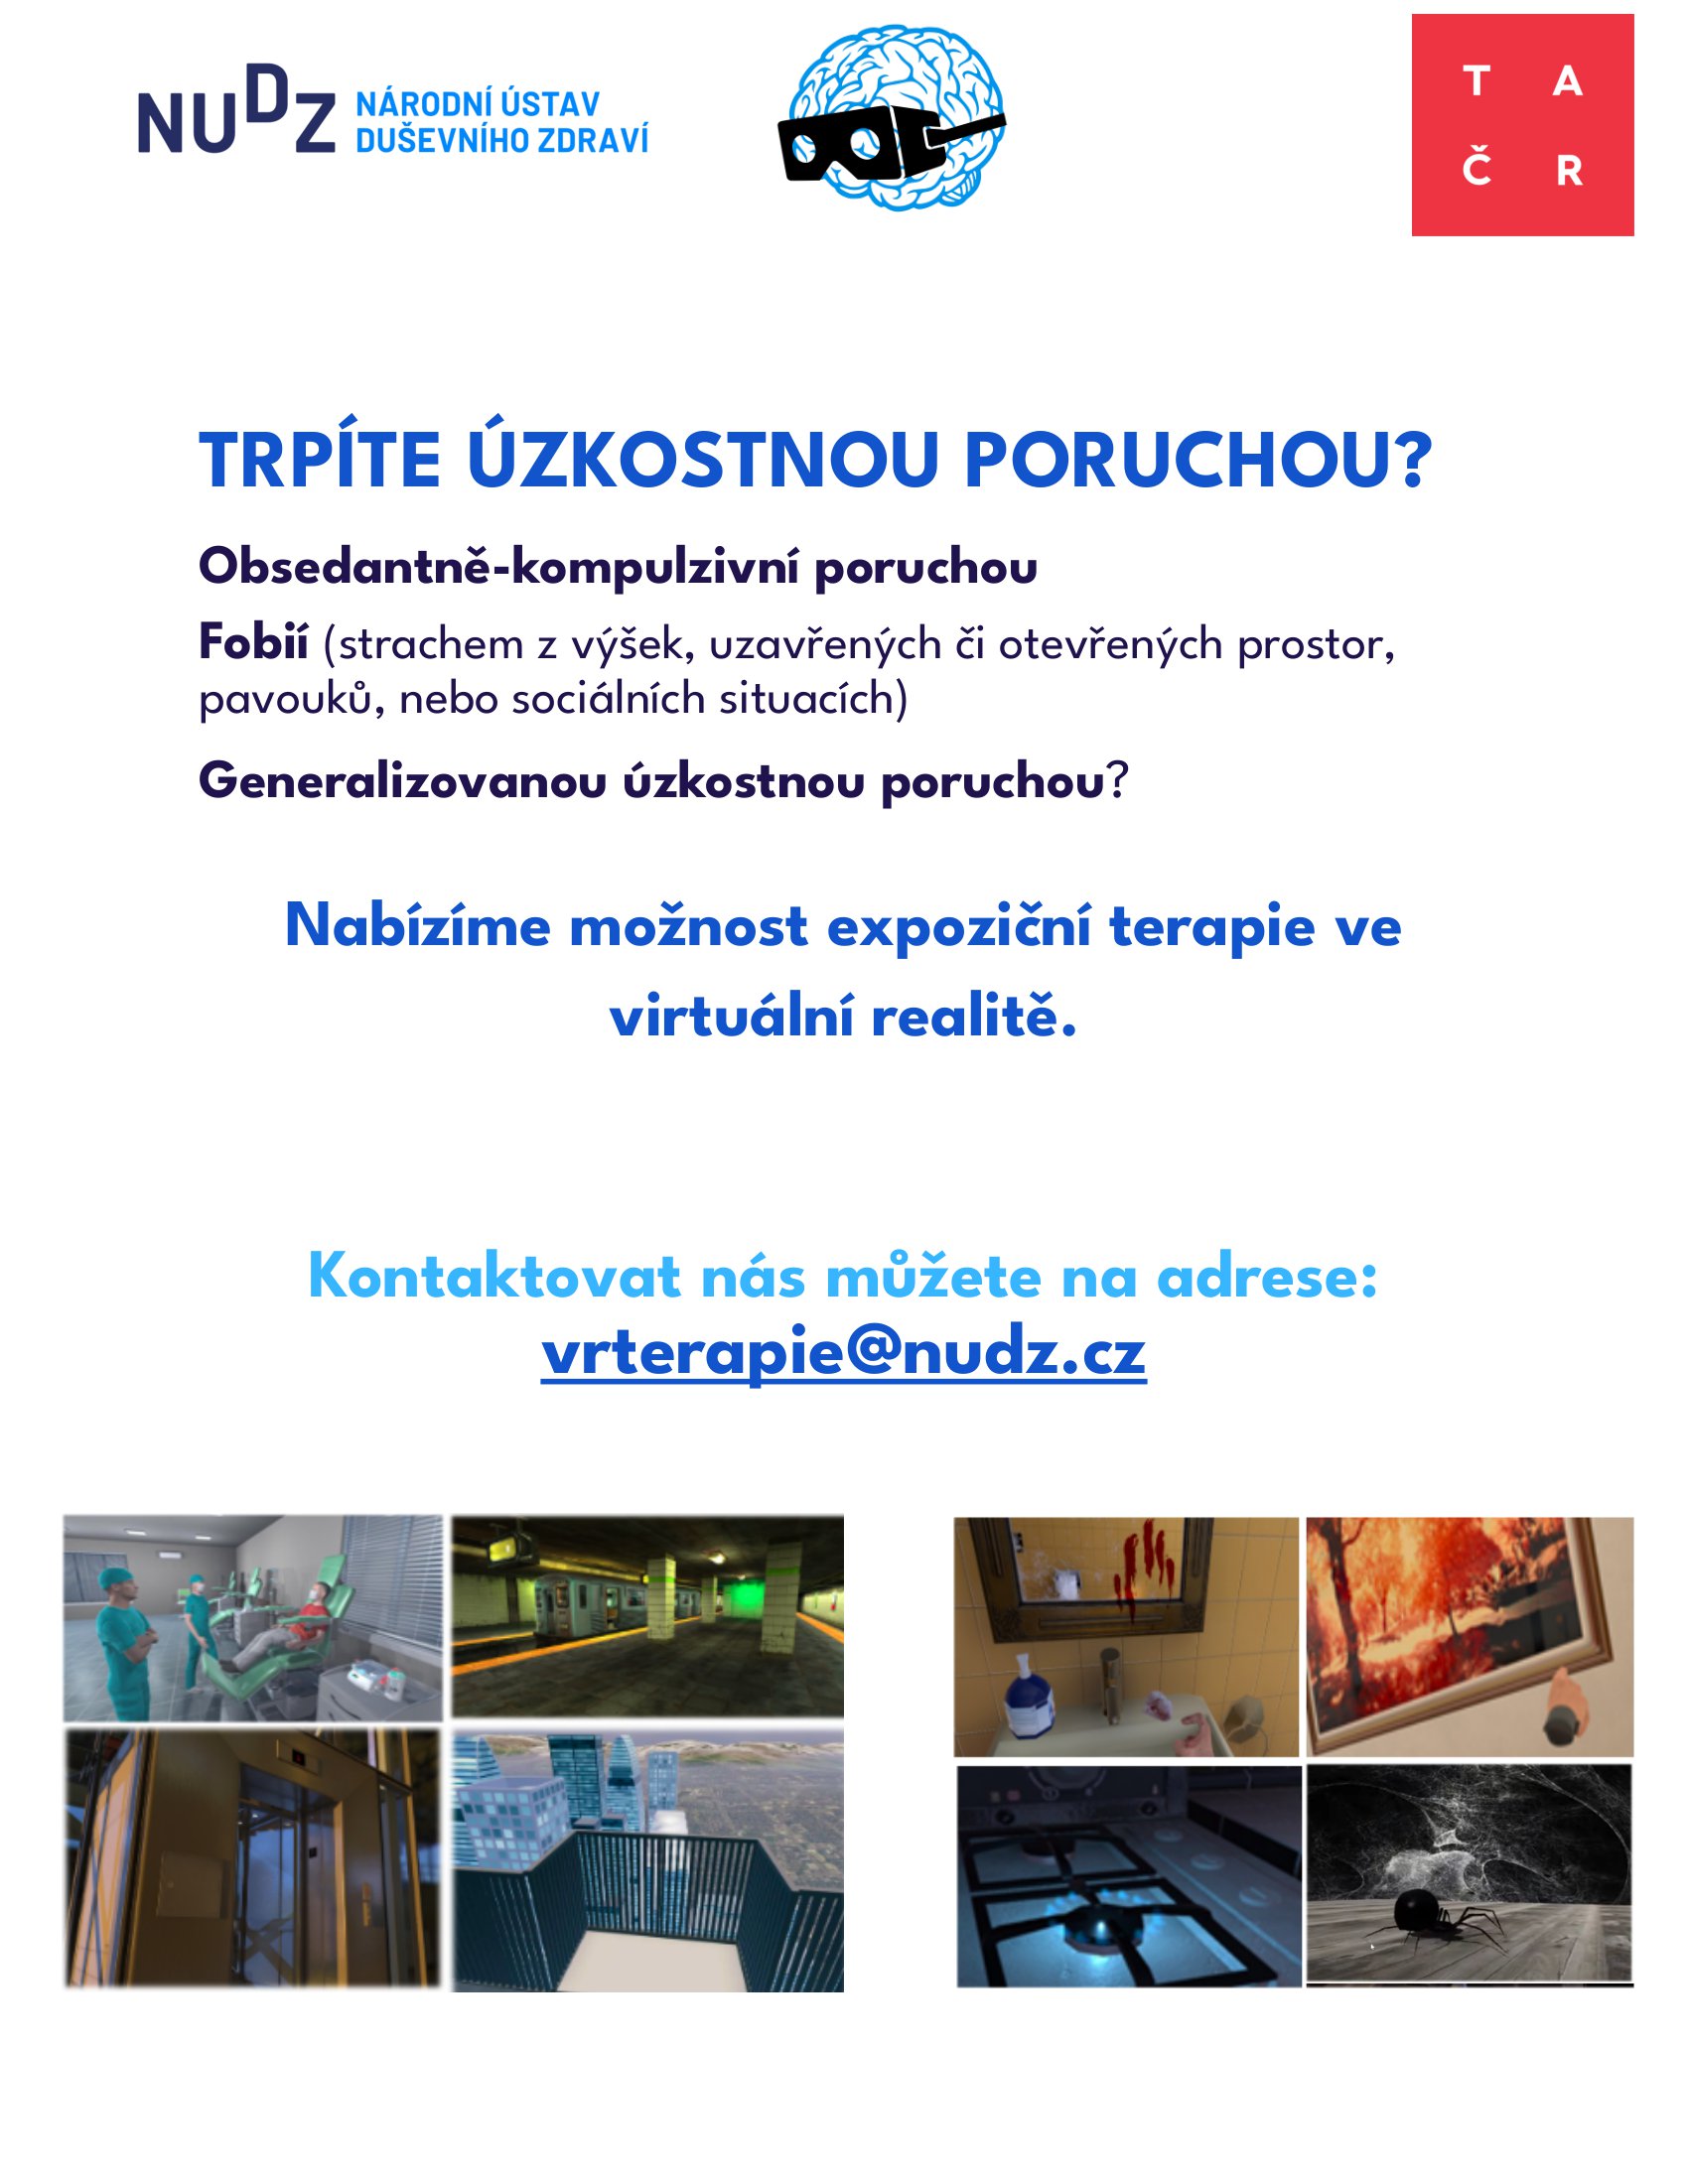 NUDZ NÁRODNÍ ÚSTAV
DUŠEVNÍHO ZDRAVÍ
T A
Č R
TRPÍTE ÚZKOSTNOU PORUCHOU?
Obsedantně-kompulzivní poruchou
Fobií (strachem z výšek, uzavřených či otevřených prostor,
pavouků, nebo sociálních situacích)
Generalizovanou úzkostnou poruchou?
Nabízíme možnost expoziční terapie ve
virtuální realitě.
Kontaktovat nás můžete na adrese:
vrterapie@nudz.cz